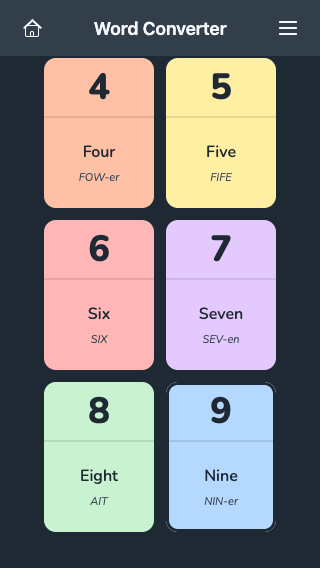 Word Converter
4
Four
FOW-er
5
Five
FIFE
6
Six
SIX
7
Seven
SEV-en
8
Eight
AIT
9
Nine
NIN-er